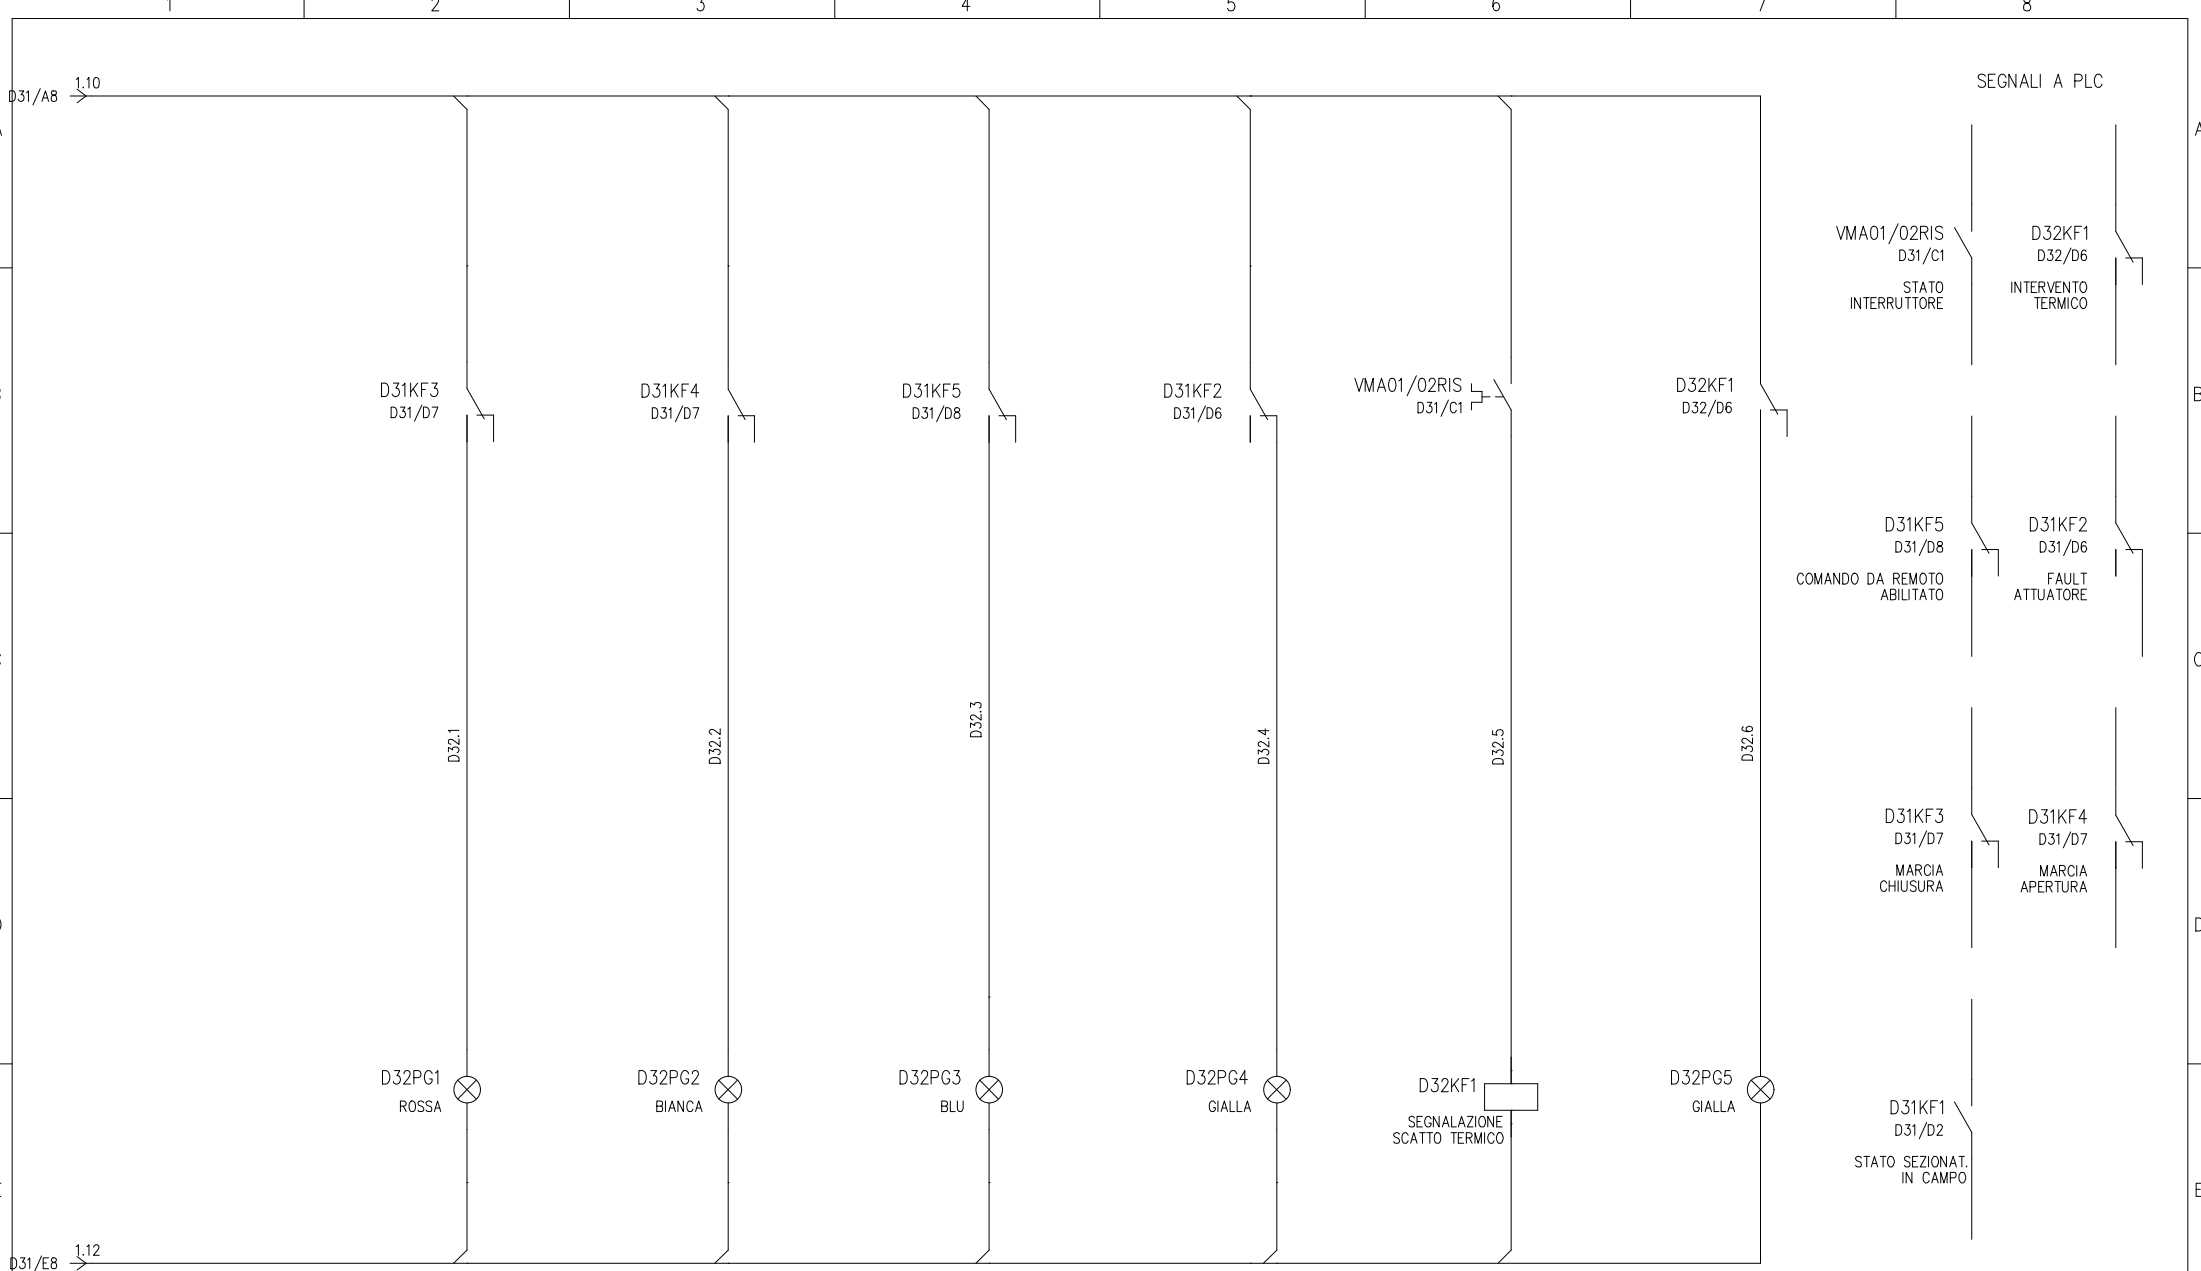 1 2 3 4 5 6 7 8
SEGNALI A PLC
D31/A8 1.10
A
VMA01/02RIS
D31/C1
STATO
INTERRUTTORE
D32KF1
D32/D6
INTERVENTO
TERMICO
D31KF3
D31/D7
D31KF4
D31/D7
D31KF5
D31/D8
D31KF2
D31/D6
VMA01/02RIS
D31/C1
D32KF1
D32/D6
B
D31KF5
D31/D8
COMANDO DA REMOTO
ABILITATO
D31KF2
D31/D6
FAULT
ATTUATORE
C
D32.1
D32.2
D32.3
D32.4
D32.5
D32.6
D31KF3
D31/D7
MARCIA
CHIUSURA
D31KF4
D31/D7
MARCIA
APERTURA
D
D32PG1
ROSSA
D32PG2
BIANCA
D32PG3
BLU
D32PG4
GIALLA
D32KF1
SEGNALAZIONE
SCATTO TERMICO
D32PG5
GIALLA
D31KF1
D31/D2
STATO SEZIONAT.
IN CAMPO
E
D31/E8 1.12